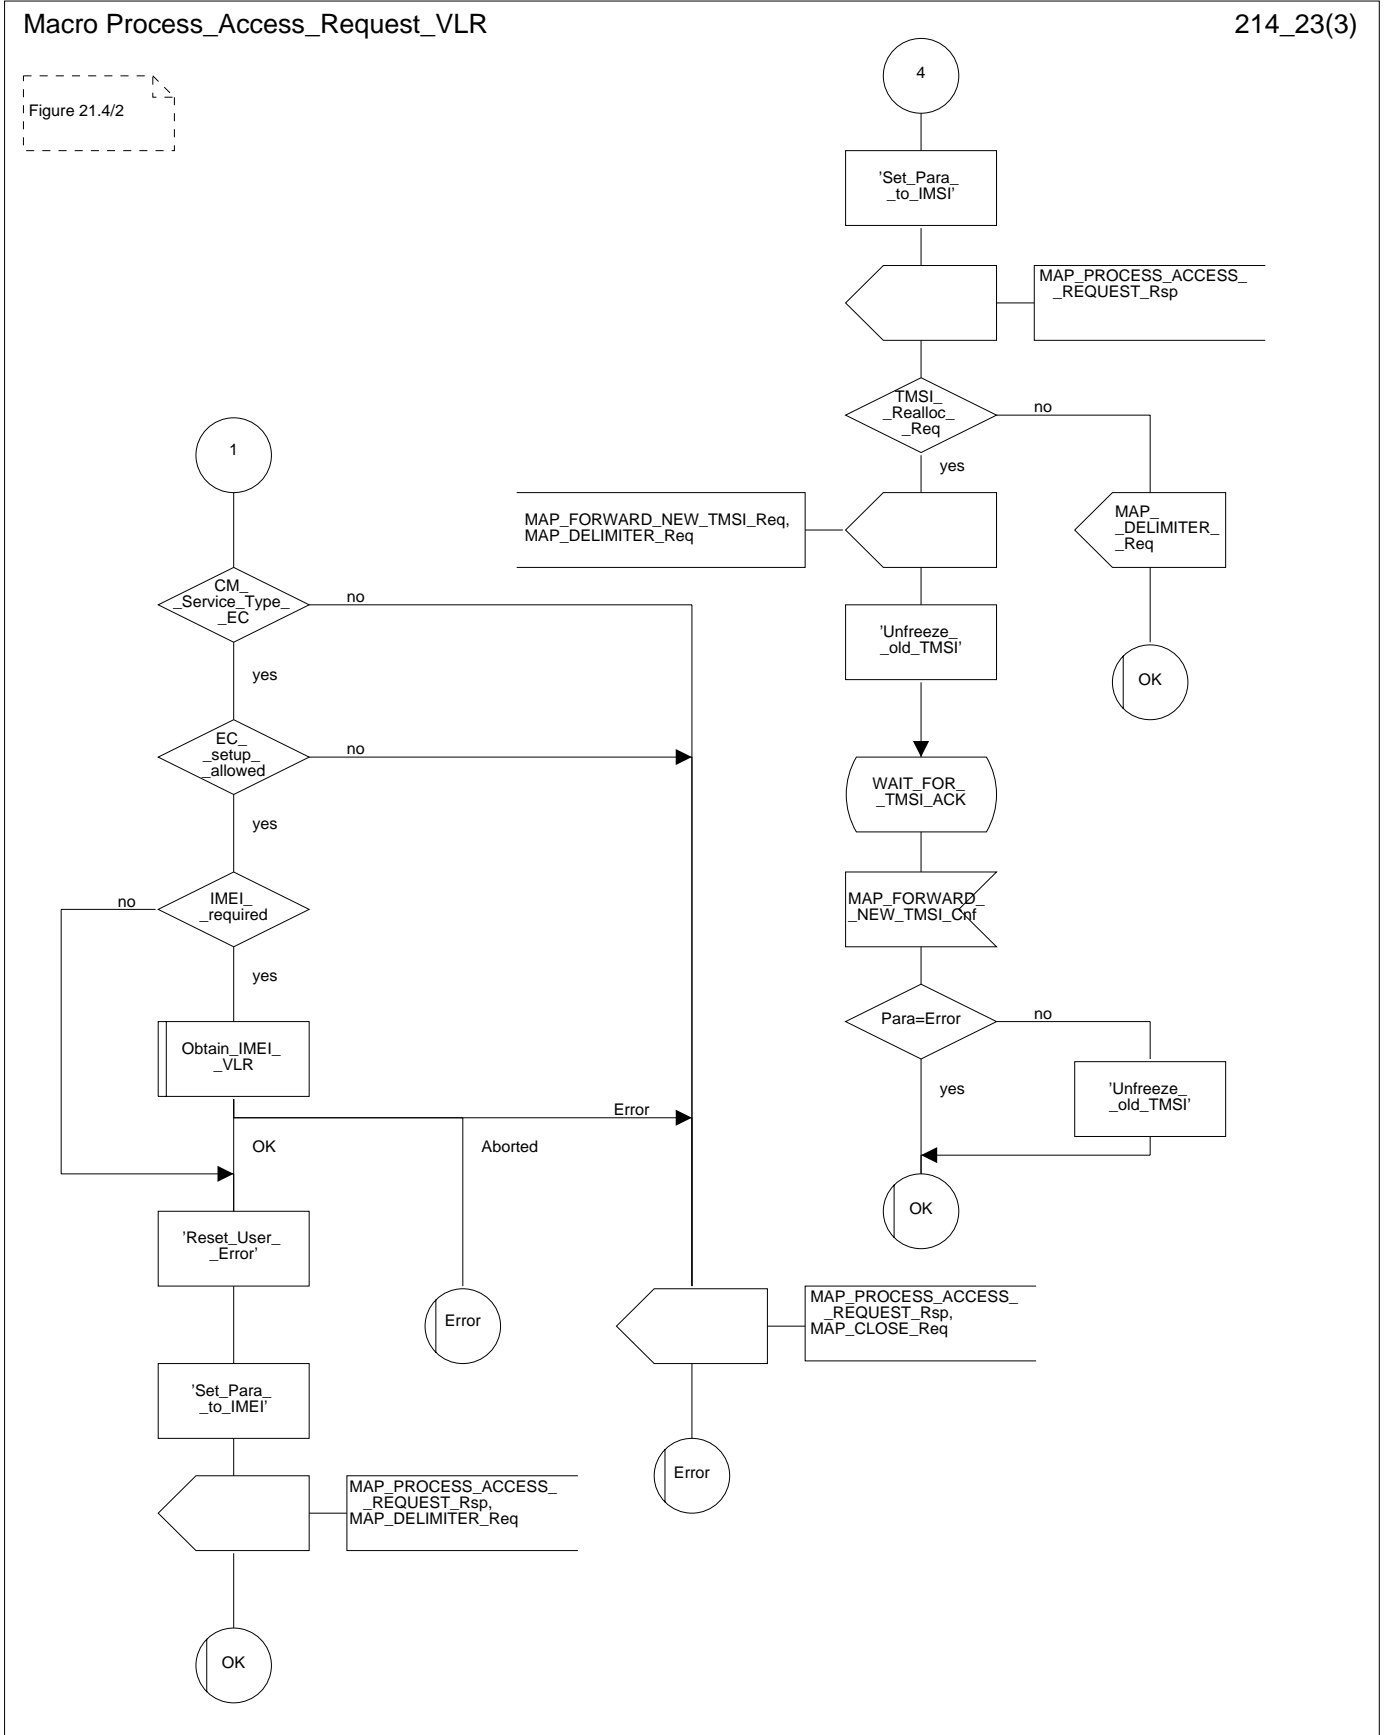 Macro Process_Access_Request_VLR
214_23(3)
Figure 21.4/2
4
'Set_Para_
_to_IMSI'
MAP_PROCESS_ACCESS_
_REQUEST_Rsp
TMSI_
_Realloc_
_Req
no
yes
MAP_FORWARD_NEW_TMSI_Req,
MAP_DELIMITER_Req
MAP_
_DELIMITER_
_Req
'Unfreeze_
_old_TMSI'
OK
WAIT_FOR_
_TMSI_ACK
MAP_FORWARD_
_NEW_TMSI_Cnf
Para=Error
no
yes
'Unfreeze_
_old_TMSI'
OK
1
CM_
_Service_Type_
_EC
no
yes
EC_
_setup_
_allowed
no
yes
IMEI_
_required
no
yes
Obtain_IMEI_
_VLR
Error
OK
Aborted
'Reset_User_
_Error'
Error
MAP_PROCESS_ACCESS_
_REQUEST_Rsp,
MAP_CLOSE_Req
'Set_Para_
_to_IMEI'
Error
MAP_PROCESS_ACCESS_
_REQUEST_Rsp,
MAP_DELIMITER_Req
OK